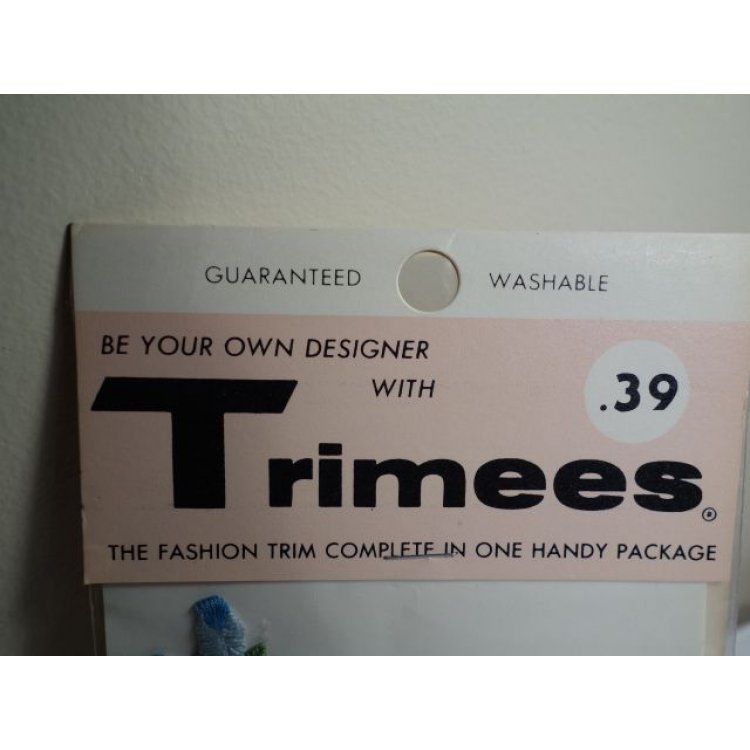 GUARANTEED WASHABLE
BE YOUR OWN DESIGNER
WITH
.39
Trimees®
THE FASHION TRIM COMPLETE IN ONE HANDY PACKAGE